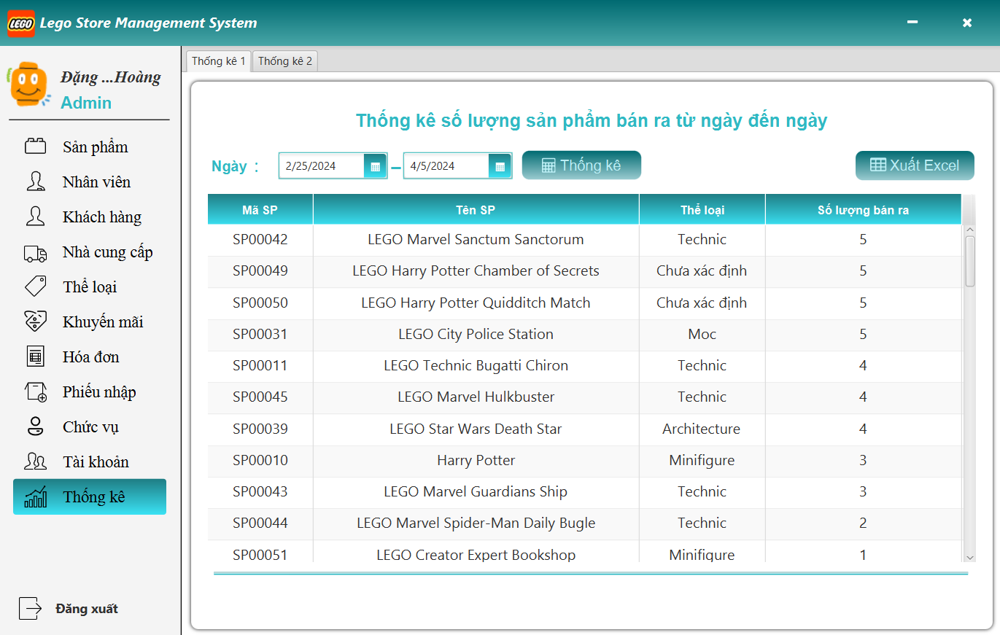 LEGO Lego Store Management System
Đặng ...Hoàng
Admin
Sản phẩm
Nhân viên
Khách hàng
Nhà cung cấp
Thể loại
Khuyến mãi
Hóa đơn
Phiếu nhập
Chức vụ
Tài khoản
Thống kê
Đăng xuất
Thống kê 1 Thống kê 2
Thống kê số lượng sản phẩm bán ra từ ngày đến ngày
Ngày : 2/25/2024 – 4/5/2024 Thống kê Xuất Excel
Mã SP Tên SP Thể loại Số lượng bán ra
SP00042 LEGO Marvel Sanctum Sanctorum Technic 5
SP00049 LEGO Harry Potter Chamber of Secrets Chưa xác định 5
SP00050 LEGO Harry Potter Quidditch Match Chưa xác định 5
SP00031 LEGO City Police Station Moc 5
SP00011 LEGO Technic Bugatti Chiron Technic 4
SP00045 LEGO Marvel Hulkbuster Technic 4
SP00039 LEGO Star Wars Death Star Architecture 4
SP00010 Harry Potter Minifigure 3
SP00043 LEGO Marvel Guardians Ship Technic 3
SP00044 LEGO Marvel Spider-Man Daily Bugle Technic 2
SP00051 LEGO Creator Expert Bookshop Minifigure 1